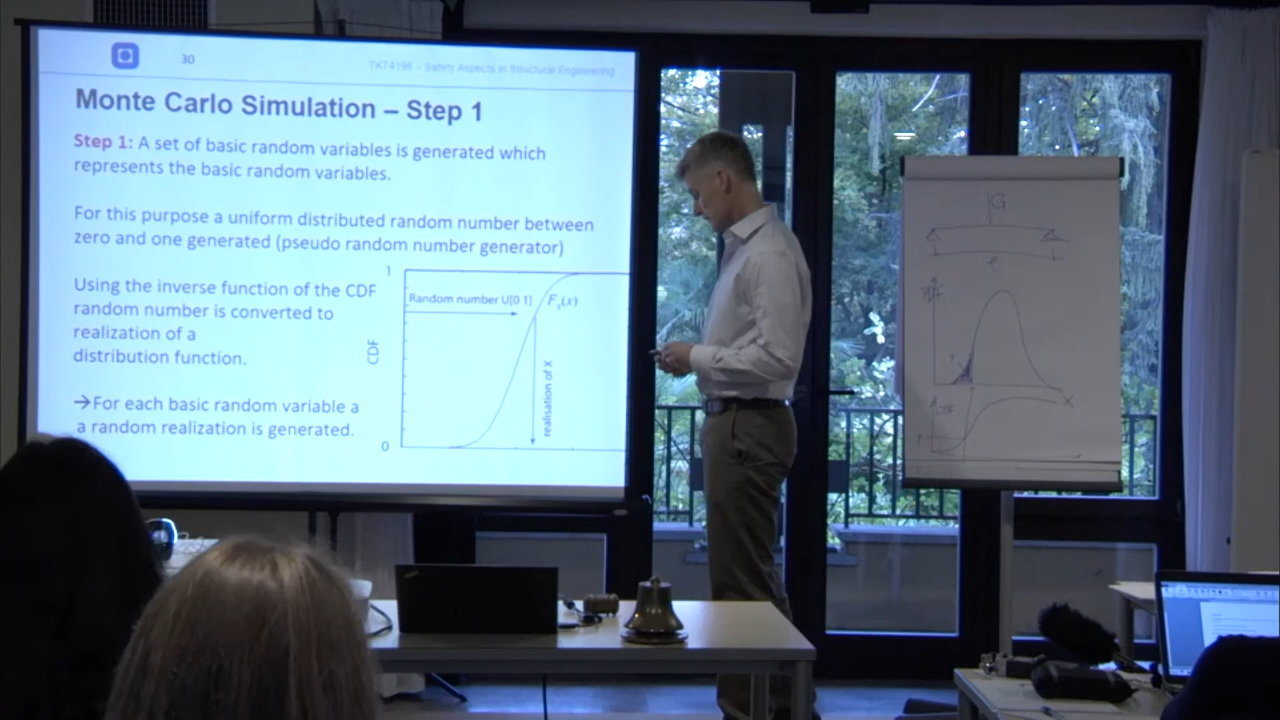 30
TKT4196 – Safety Aspects in Structural Engineering
Monte Carlo Simulation – Step 1
Step 1: A set of basic random variables is generated which
represents the basic random variables.
For this purpose a uniform distributed random number between
zero and one generated (pseudo random number generator)
Using the inverse function of the CDF
random number is converted to
realization of a
distribution function.
→For each basic random variable a
a random realization is generated.
1
Random number U[0 1]
Fx(x)
CDF
realisation of X
0
G
PDF
x
CDF